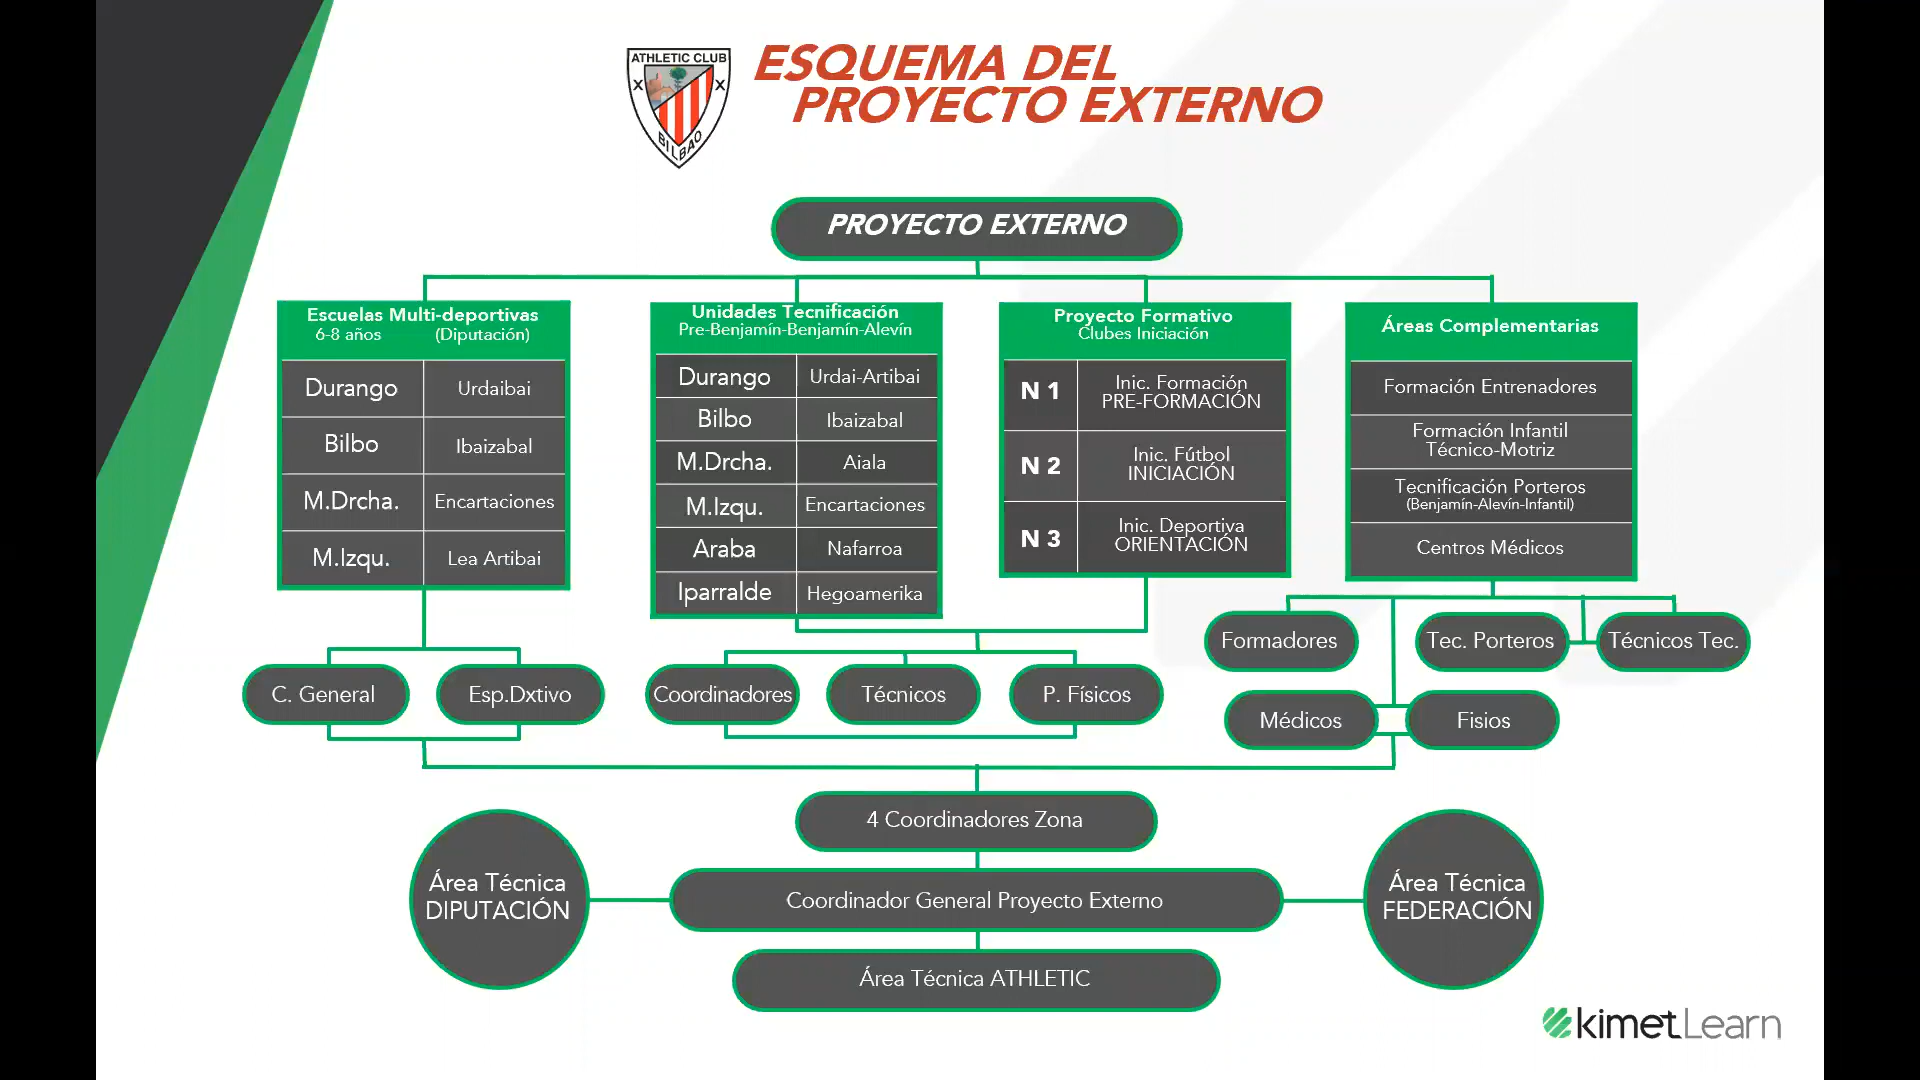 ATHLETIC CLUB
X X
BILBAO
ESQUEMA DEL
PROYECTO EXTERNO
PROYECTO EXTERNO
Escuelas Multi-deportivas
6-8 años (Diputación)
Durango Urdaibai
Bilbo Ibaizabal
M.Drcha. Encartaciones
M.Izqu. Lea Artibai
Unidades Tecnificación
Pre-Benjamín-Benjamín-Alevín
Durango Urdai-Artibai
Bilbo Ibaizabal
M.Drcha. Aiala
M.Izqu. Encartaciones
Araba Nafarroa
Iparralde Hegoamerika
Proyecto Formativo
Clubes Iniciación
N 1 Inic. Formación
PRE-FORMACIÓN
N 2 Inic. Fútbol
INICIACIÓN
N 3 Inic. Deportiva
ORIENTACIÓN
Áreas Complementarias
Formación Entrenadores
Formación Infantil
Técnico-Motriz
Tecnificación Porteros
(Benjamín-Alevín-Infantil)
Centros Médicos
C. General Esp.Dxtivo
Coordinadores Técnicos P. Físicos
Formadores Tec. Porteros Técnicos Tec.
Médicos Fisios
4 Coordinadores Zona
Área Técnica
DIPUTACIÓN
Coordinador General Proyecto Externo
Área Técnica
FEDERACIÓN
Área Técnica ATHLETIC
kimetLearn